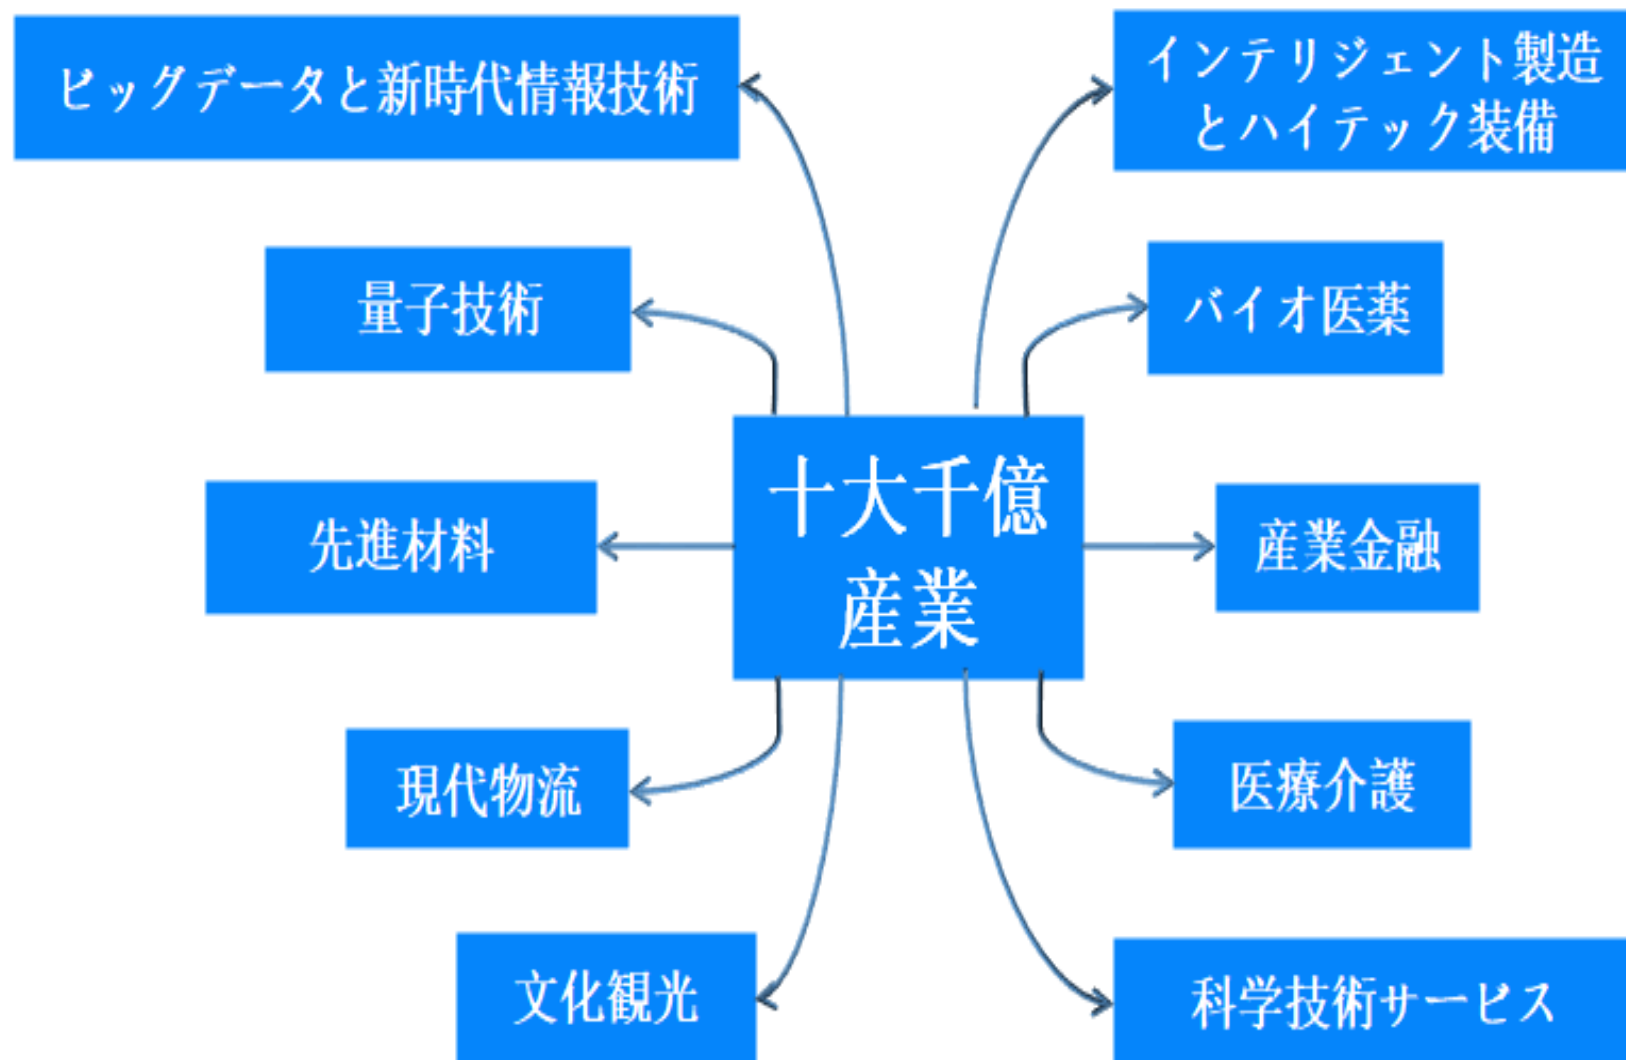 ビッグデータと新時代情報技術
インテリジェント製造
とハイテック装備
量子技術
バイオ医薬
十大千億
産業
先進材料
産業金融
現代物流
医療介護
文化観光
科学技術サービス